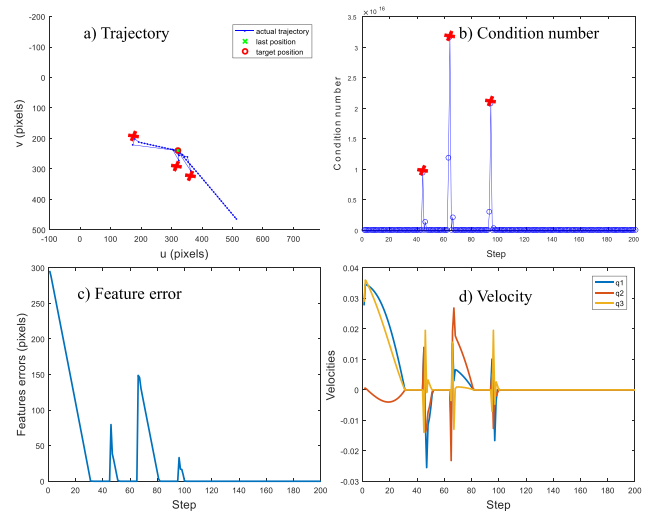 a) Trajectory
actual trajectory
last position
target position
-200
-100
0
100
200
300
400
500
v (pixels)
-100 0 100 200 300 400 500 600 700
u (pixels)
× 10 16
b) Condition number
3.5
3
2.5
2
1.5
1
0.5
0
Condition number
0 20 40 60 80 100 120 140 160 180 200
Step
c) Feature error
300
250
200
150
100
50
0
Features errors (pixels)
0 20 40 60 80 100 120 140 160 180 200
Step
d) Velocity
q1
q2
q3
0.04
0.03
0.02
0.01
0
-0.01
-0.02
-0.03
Velocities
0 20 40 60 80 100 120 140 160 180 200
Step